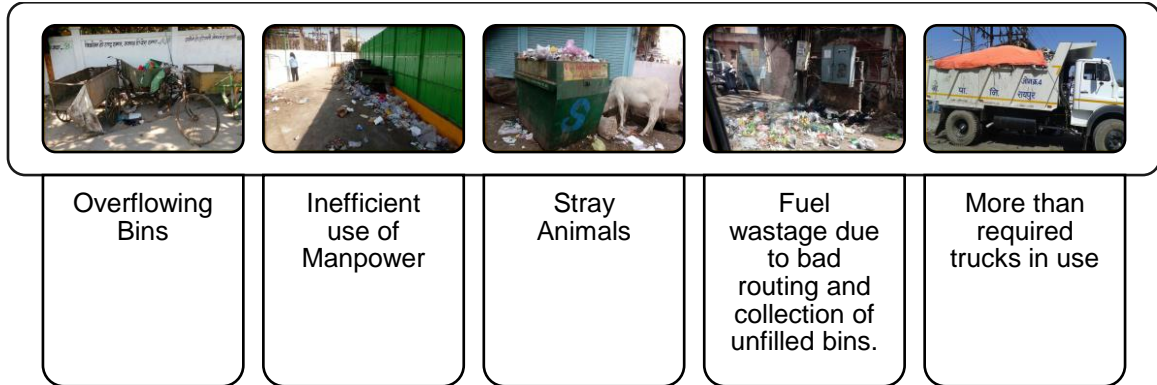 Overflowing
Bins
Inefficient
use of
Manpower
Stray
Animals
Fuel
wastage due
to bad
routing and
collection of
unfilled bins.
More than
required
trucks in use
S
पा. नि. रायपुर